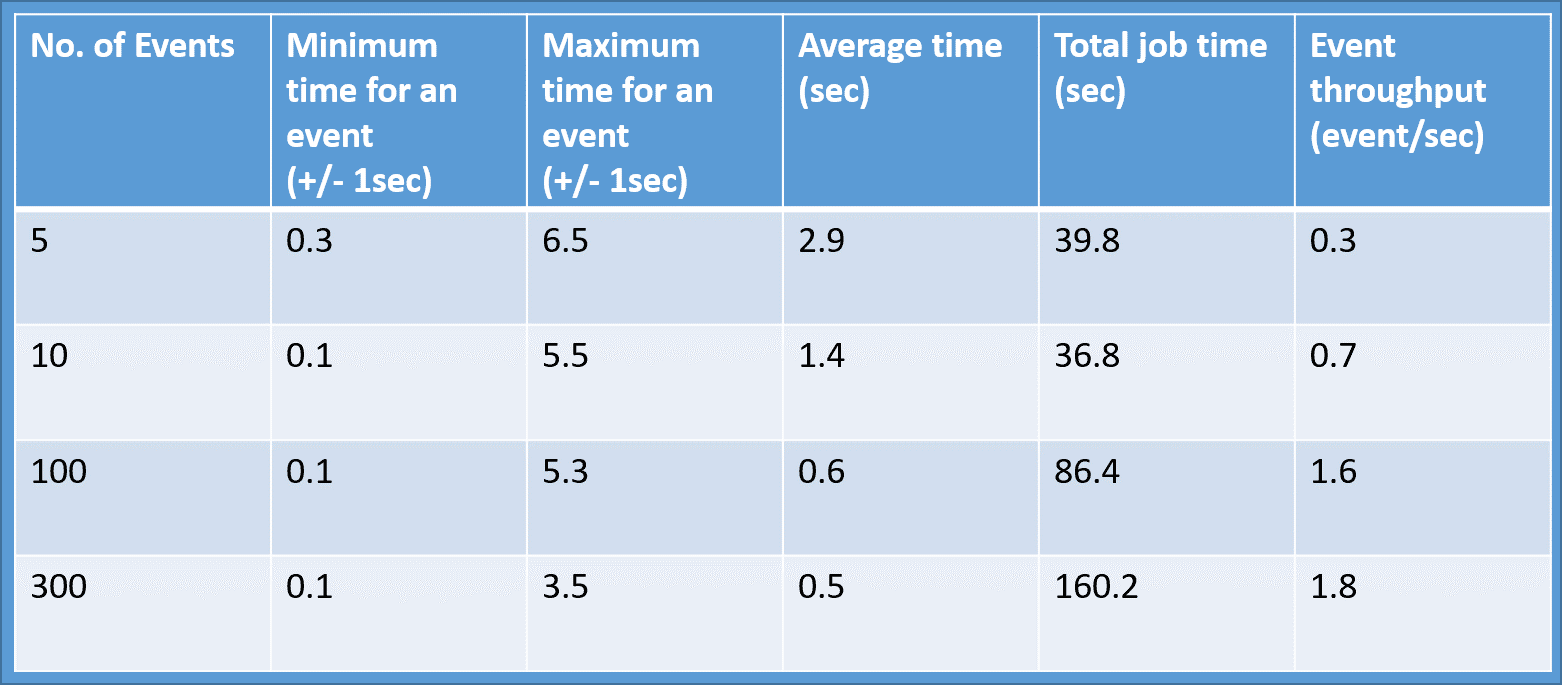 No. of Events
Minimum
time for an
event
(+/- 1sec)
Maximum
time for an
event
(+/- 1sec)
Average time
(sec)
Total job time
(sec)
Event
throughput
(event/sec)
5 0.3 6.5 2.9 39.8 0.3
10 0.1 5.5 1.4 36.8 0.7
100 0.1 5.3 0.6 86.4 1.6
300 0.1 3.5 0.5 160.2 1.8